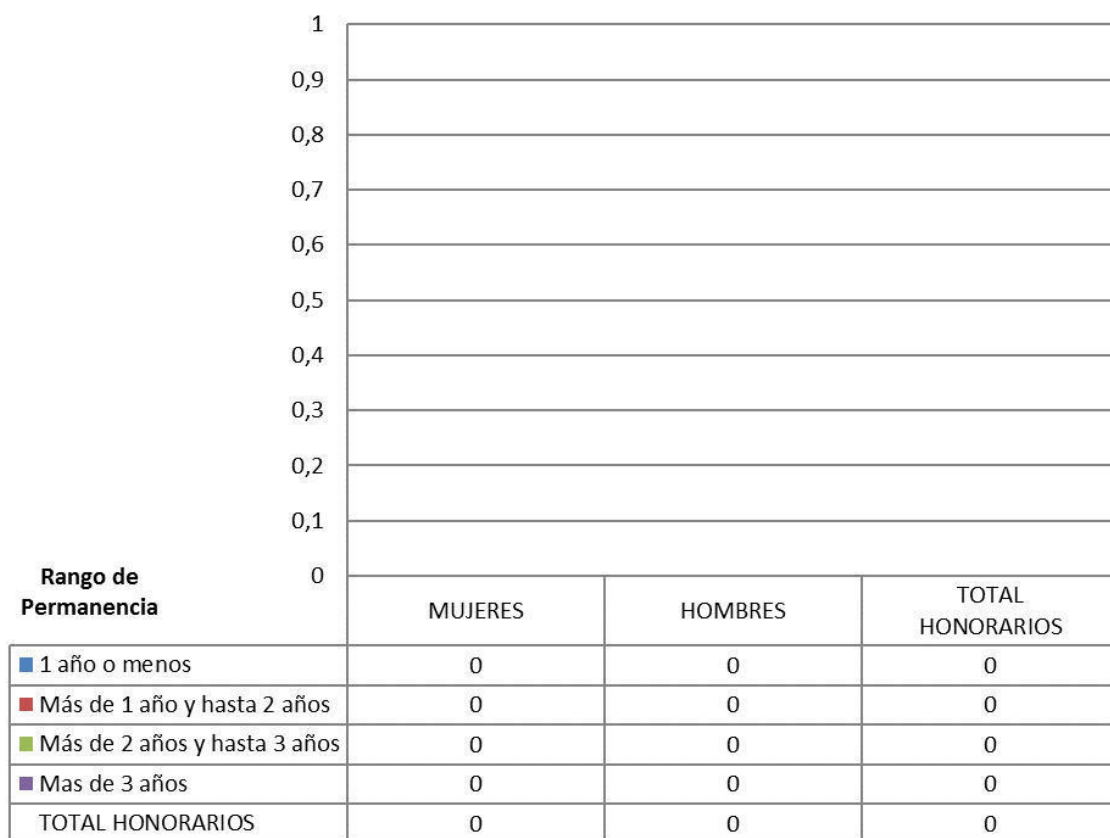 1
0,9
0,8
0,7
0,6
0,5
0,4
0,3
0,2
0,1
0
Rango de
Permanencia
MUJERES HOMBRES TOTAL
HONORARIOS
1 año o menos 0 0 0
Más de 1 año y hasta 2 años 0 0 0
Más de 2 años y hasta 3 años 0 0 0
Mas de 3 años 0 0 0
TOTAL HONORARIOS 0 0 0